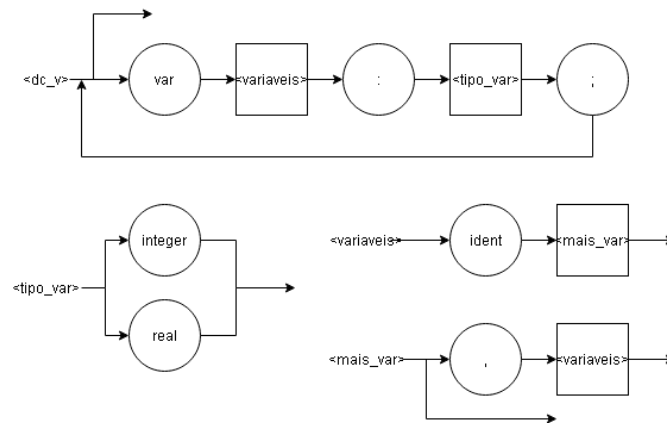 <dc_v> var <variaveis> : <tipo_var> ;
integer
<tipo_var>
real
<variaveis> ident <mais_var>
<mais_var> , <variaveis>